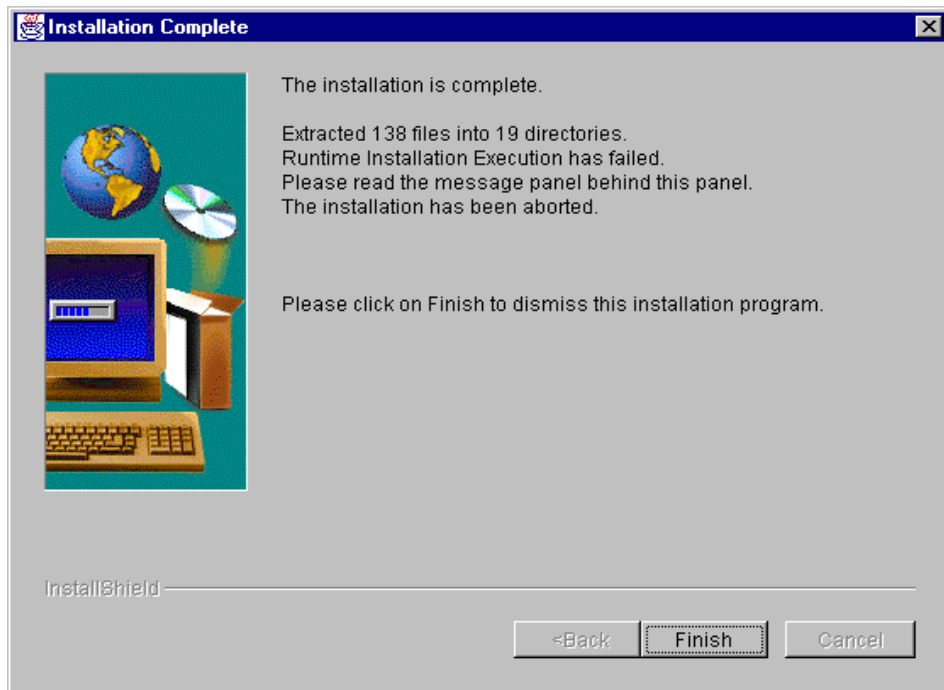 Installation Complete
The installation is complete.
Extracted 138 files into 19 directories.
Runtime Installation Execution has failed.
Please read the message panel behind this panel.
The installation has been aborted.
Please click on Finish to dismiss this installation program.
InstallShield
<Back Finish Cancel